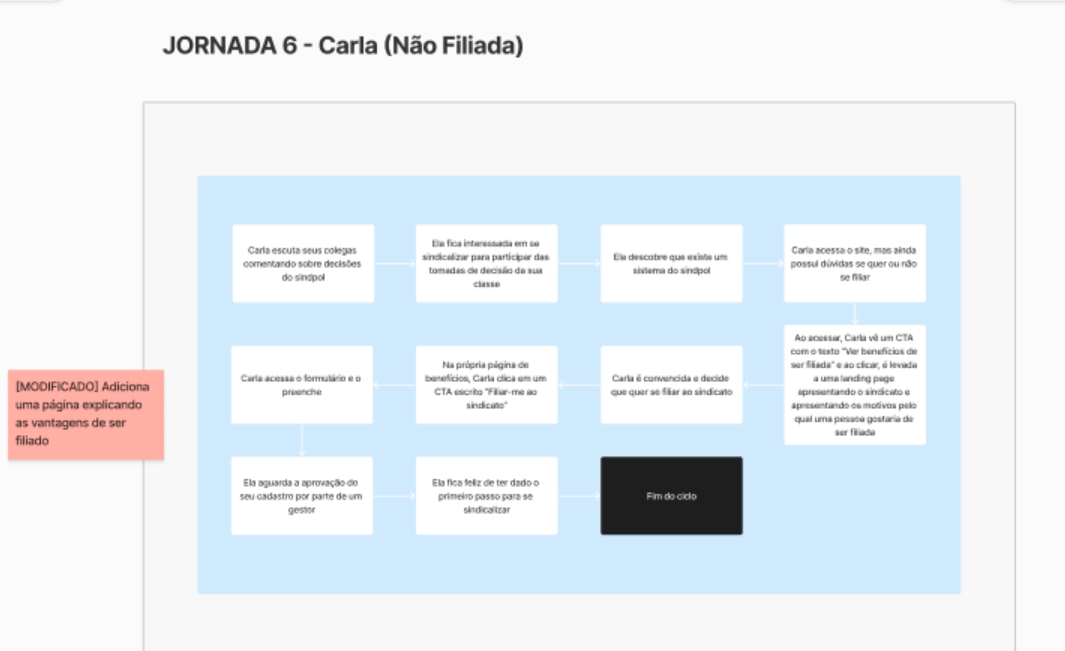 JORNADA 6 - Carla (Não Filiada)
Carla escuta seus colegas
comentando sobre decisões
do sindpol
Ela fica interessada em se
sindicalizar para participar das
tomadas de decisão da sua
classe
Ela descobre que existe um
sistema do sindpol
Carla acessa o site, mas ainda
possui dúvidas se quer ou não
se filiar
Ao acessar, Carla vê um CTA
com o texto "Ver benefícios de
ser filiada" e ao clicar, é levada
a uma landing page
apresentando o sindicato e
apresentando os motivos pelo
qual uma pessoa gostaria de
ser filiada
Carla é convencida e decide
que quer se filiar ao sindicato
Na própria página de
benefícios, Carla clica em um
CTA escrito "Filiar-me ao
sindicato"
Carla acessa o formulário e o
preenche
[MODIFICADO] Adiciona
uma página explicando
as vantagens de ser
filiado
Ela aguarda a aprovação do
seu cadastro por parte de um
gestor
Ela fica feliz de ter dado o
primeiro passo para se
sindicalizar
Fim do ciclo